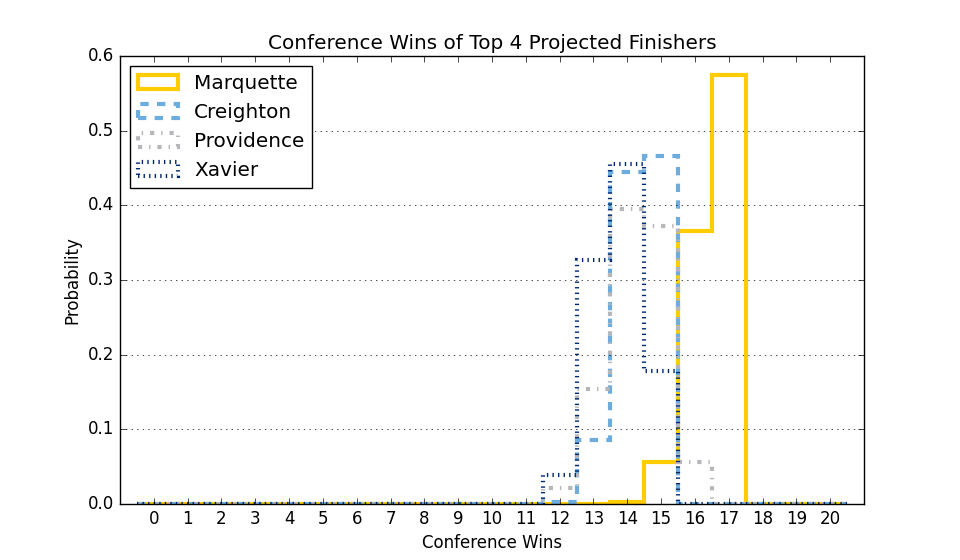 Conference Wins of Top 4 Projected Finishers
0.6
0.5
0.4
0.3
0.2
0.1
0.0
Probability
Marquette
Creighton
Providence
Xavier
0 1 2 3 4 5 6 7 8 9 10 11 12 13 14 15 16 17 18 19 20
Conference Wins